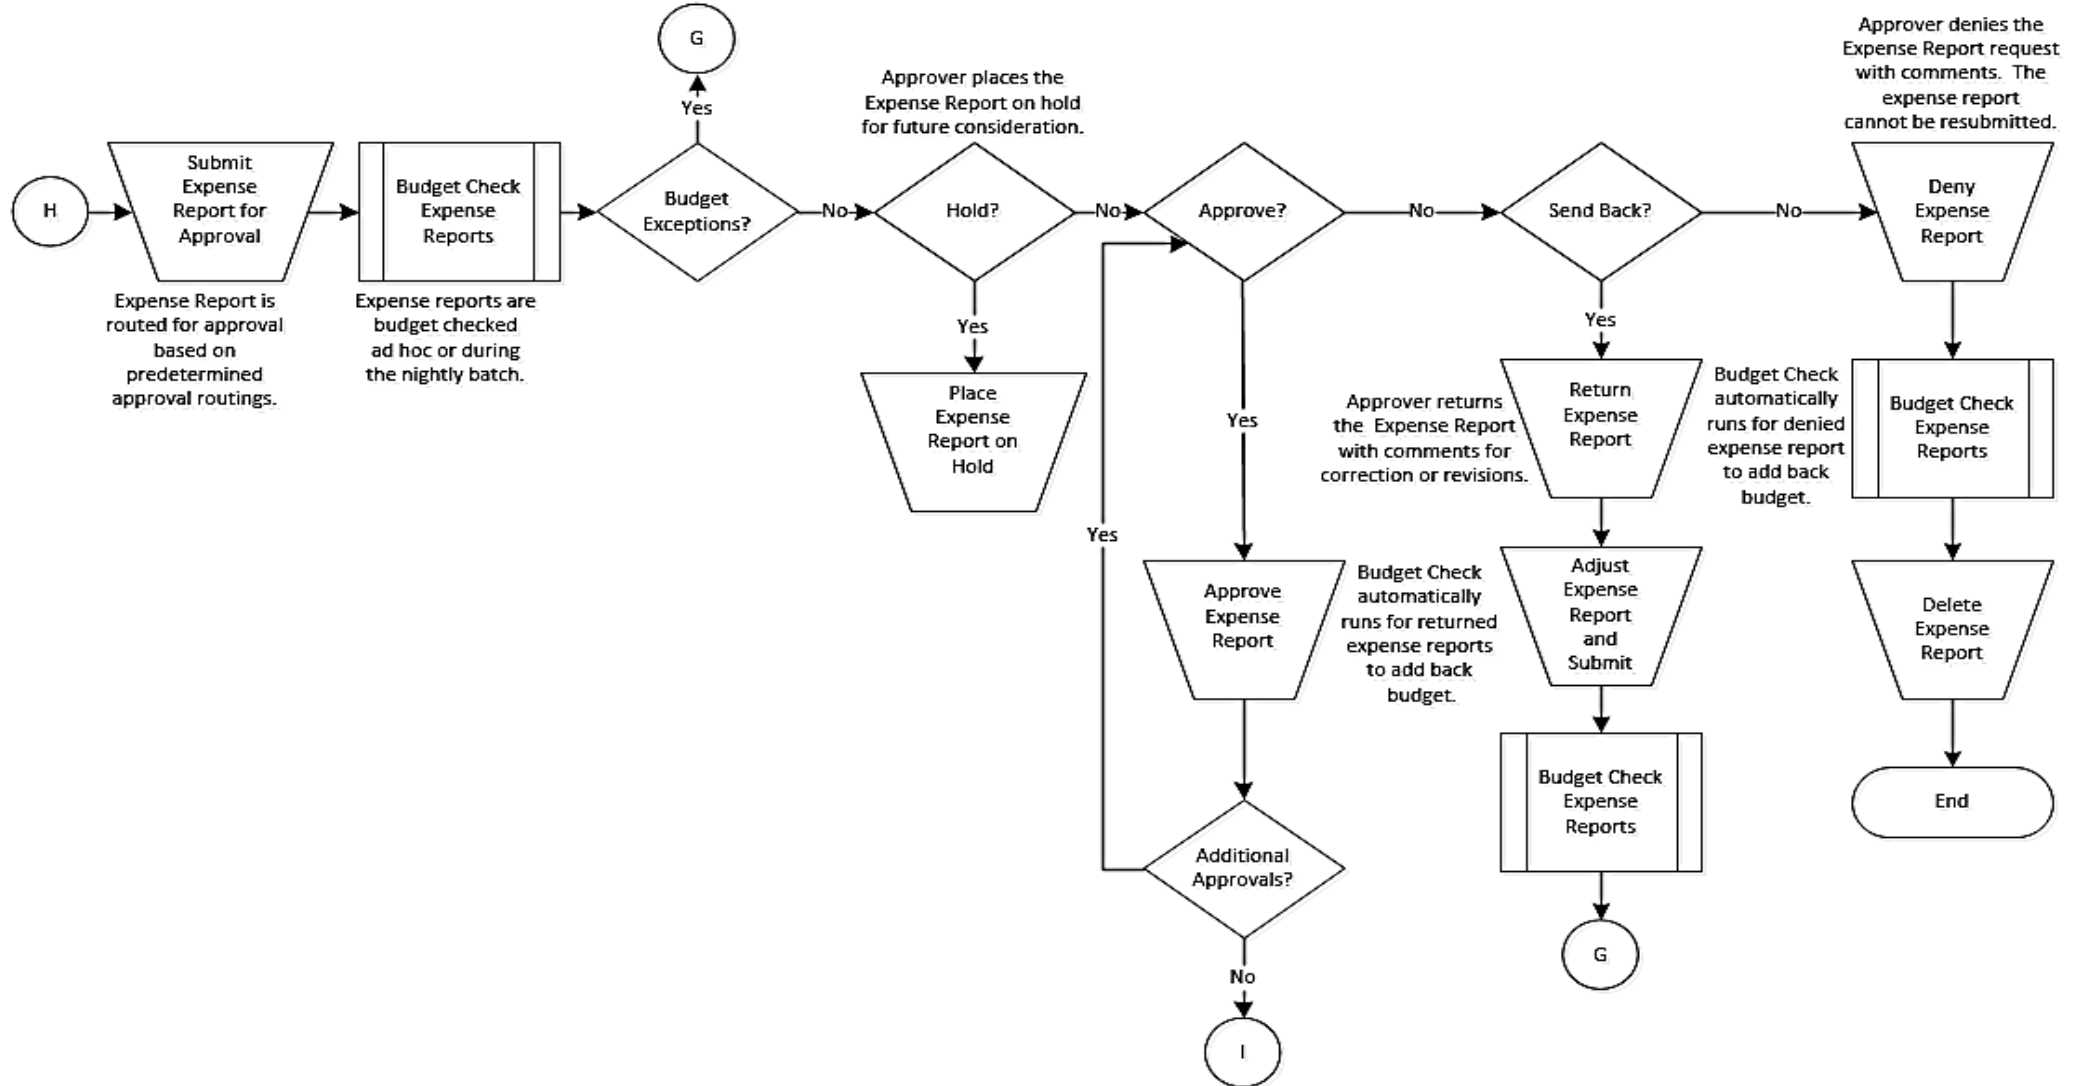 G
Yes
Approver places the
Expense Report on hold
for future consideration.
Approver denies the
Expense Report request
with comments. The
expense report
cannot be resubmitted.
H
Submit
Expense
Report for
Approval
Budget Check
Expense
Reports
Budget
Exceptions?
No
Hold?
No
Approve?
No
Send Back?
No
Deny
Expense
Report
Expense Report is
routed for approval
based on
predetermined
approval routings.
Expense reports are
budget checked
ad hoc or during
the nightly batch.
Yes
Place
Expense
Report on
Hold
Yes
Yes
Approve
Expense
Report
Additional
Approvals?
No
I
Yes
Approver returns
the Expense Report
with comments for
correction or revisions.
Return
Expense
Report
Budget Check
automatically
runs for returned
expense reports
to add back
budget.
Adjust
Expense
Report
and
Submit
Budget Check
Expense
Reports
G
Budget Check
automatically
runs for denied
expense report
to add back
budget.
Budget Check
Expense
Reports
Delete
Expense
Report
End